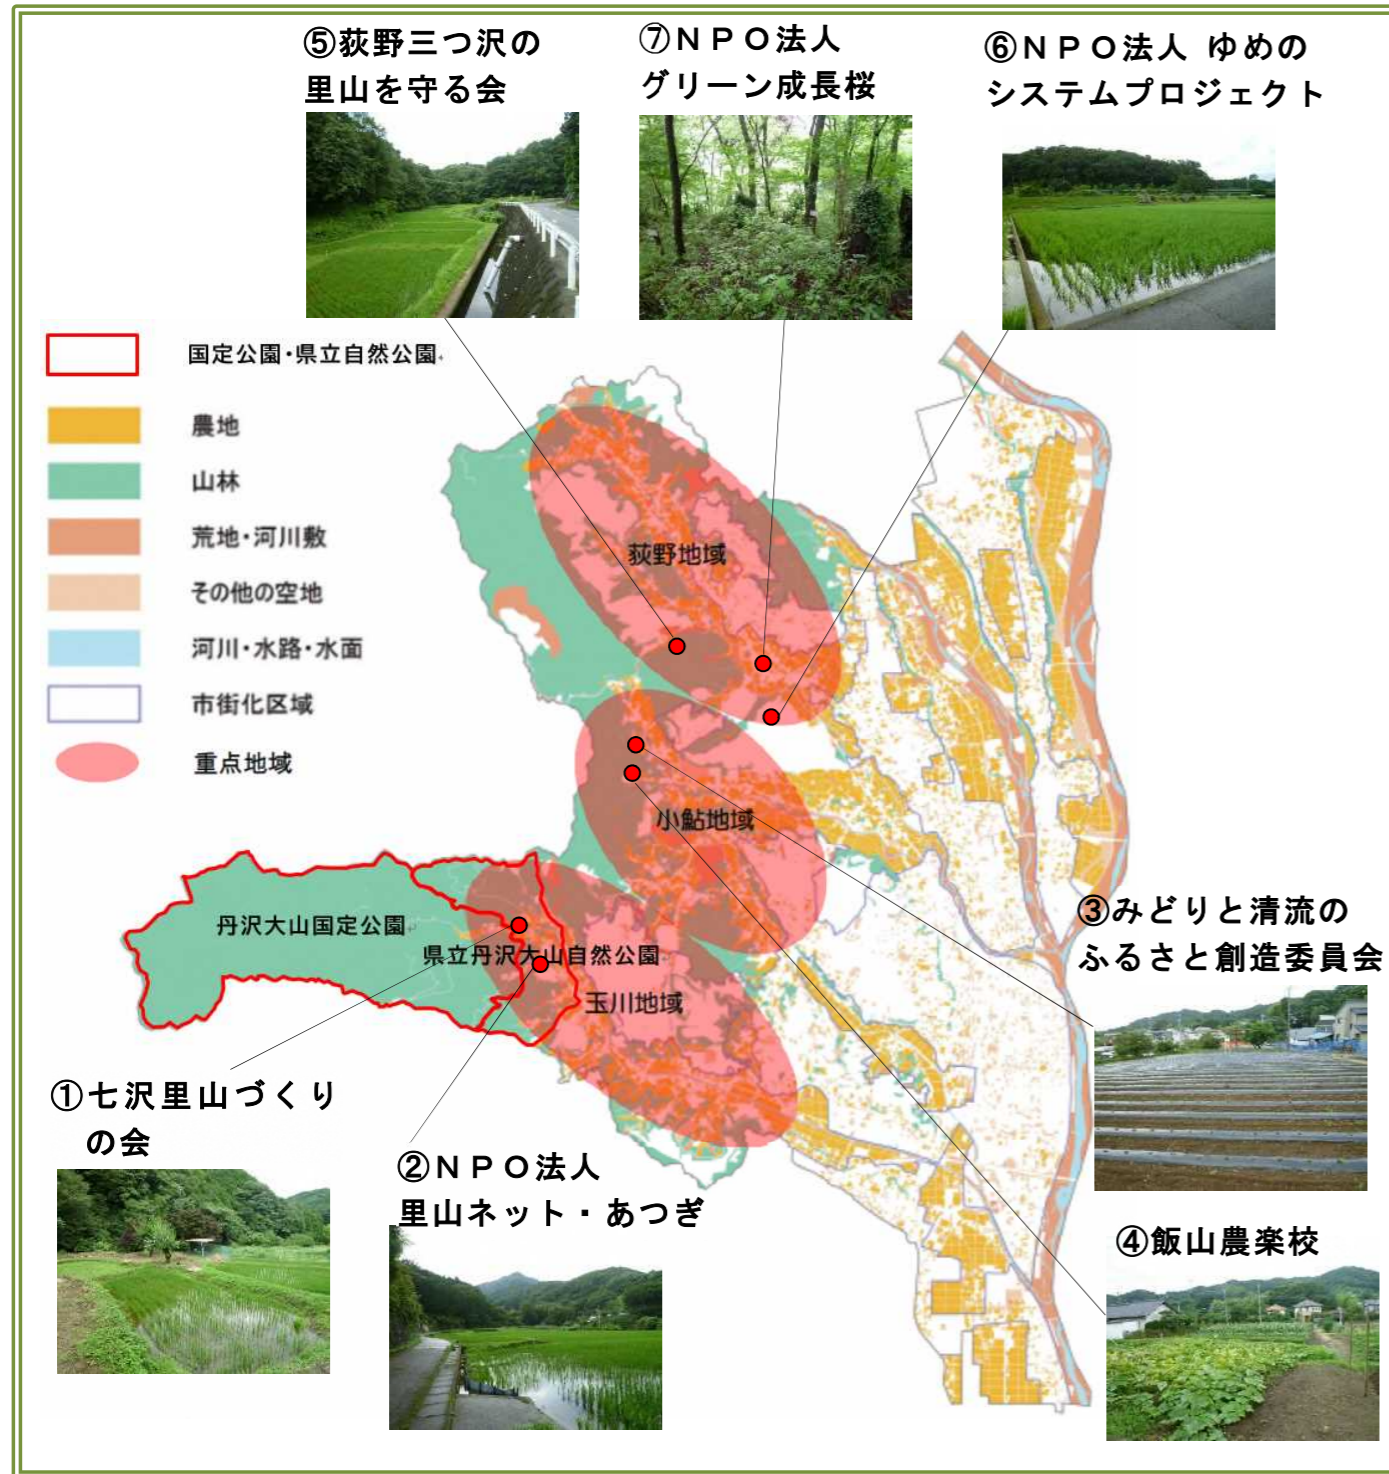 ⑤荻野三つ沢の
里山を守る会
⑦ＮＰＯ法人
グリーン成長桜
⑥ＮＰＯ法人 ゆめの
システムプロジェクト
国定公園・県立自然公園
農地
山林
荒地・河川敷
その他の空地
河川・水路・水面
市街化区域
重点地域
荻野地域
小鮎地域
丹沢大山国定公園
県立丹沢大山自然公園
玉川地域
③みどりと清流の
ふるさと創造委員会
①七沢里山づくり
の会
②ＮＰＯ法人
里山ネット・あつぎ
④飯山農楽校